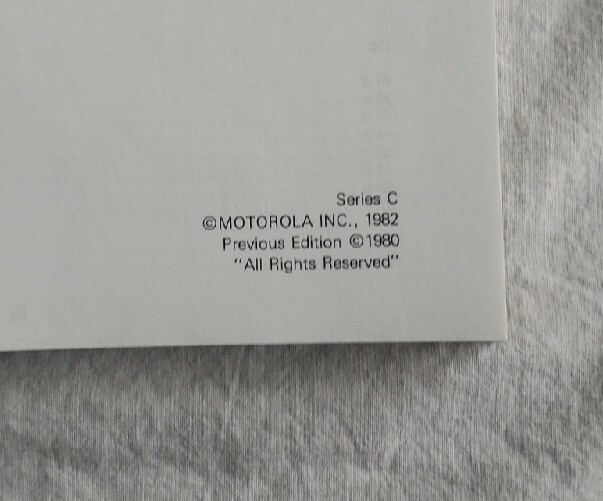 Series C
©MOTOROLA INC., 1982
Previous Edition ©1980
"All Rights Reserved"